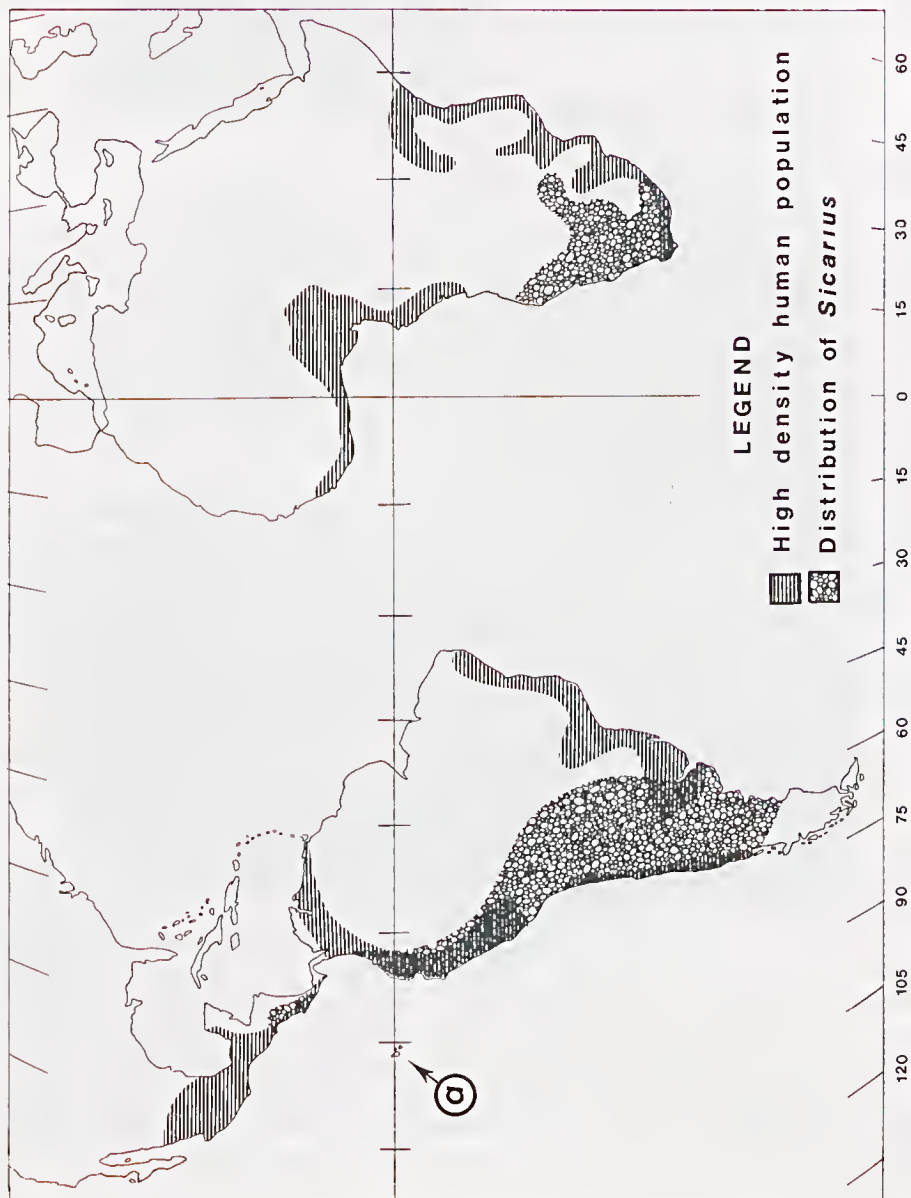 LEGEND
High density human population
Distribution of Sicarius
a
120 105 90 75 60 45 30 15 0 15 30 45 60